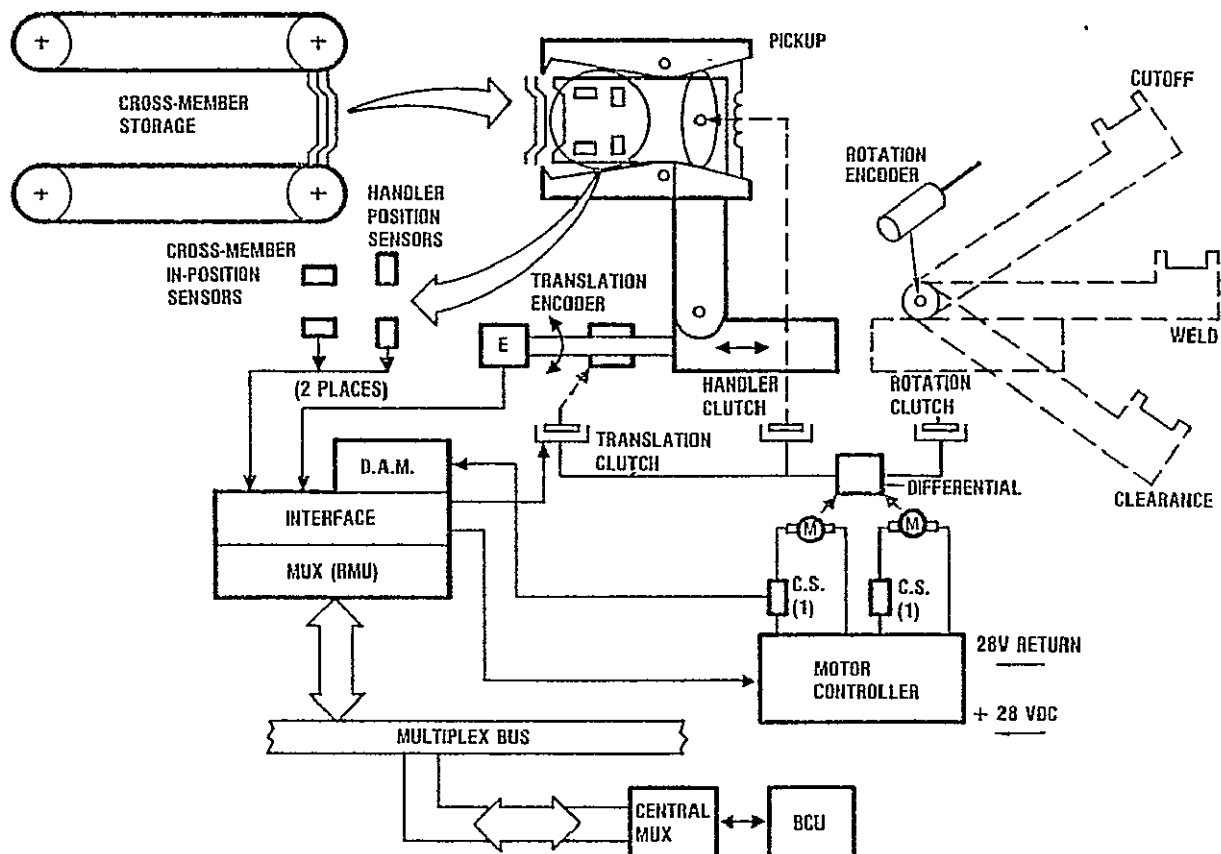 PICKUP
CUTOFF
CROSS-MEMBER
STORAGE
ROTATION
ENCODER
HANDLER
POSITION
SENSORS
CROSS-MEMBER
IN-POSITION
SENSORS
TRANSLATION
ENCODER
E
WELD
(2 PLACES)
HANDLER
CLUTCH
ROTATION
CLUTCH
TRANSLATION
CLUTCH
D.A.M.
DIFFERENTIAL
CLEARANCE
INTERFACE
M
M
MUX (RMU)
C.S.
(1)
C.S.
(1)
28V RETURN
MOTOR
CONTROLLER
+ 28 VDC
MULTIPLEX BUS
CENTRAL
MUX
BCU